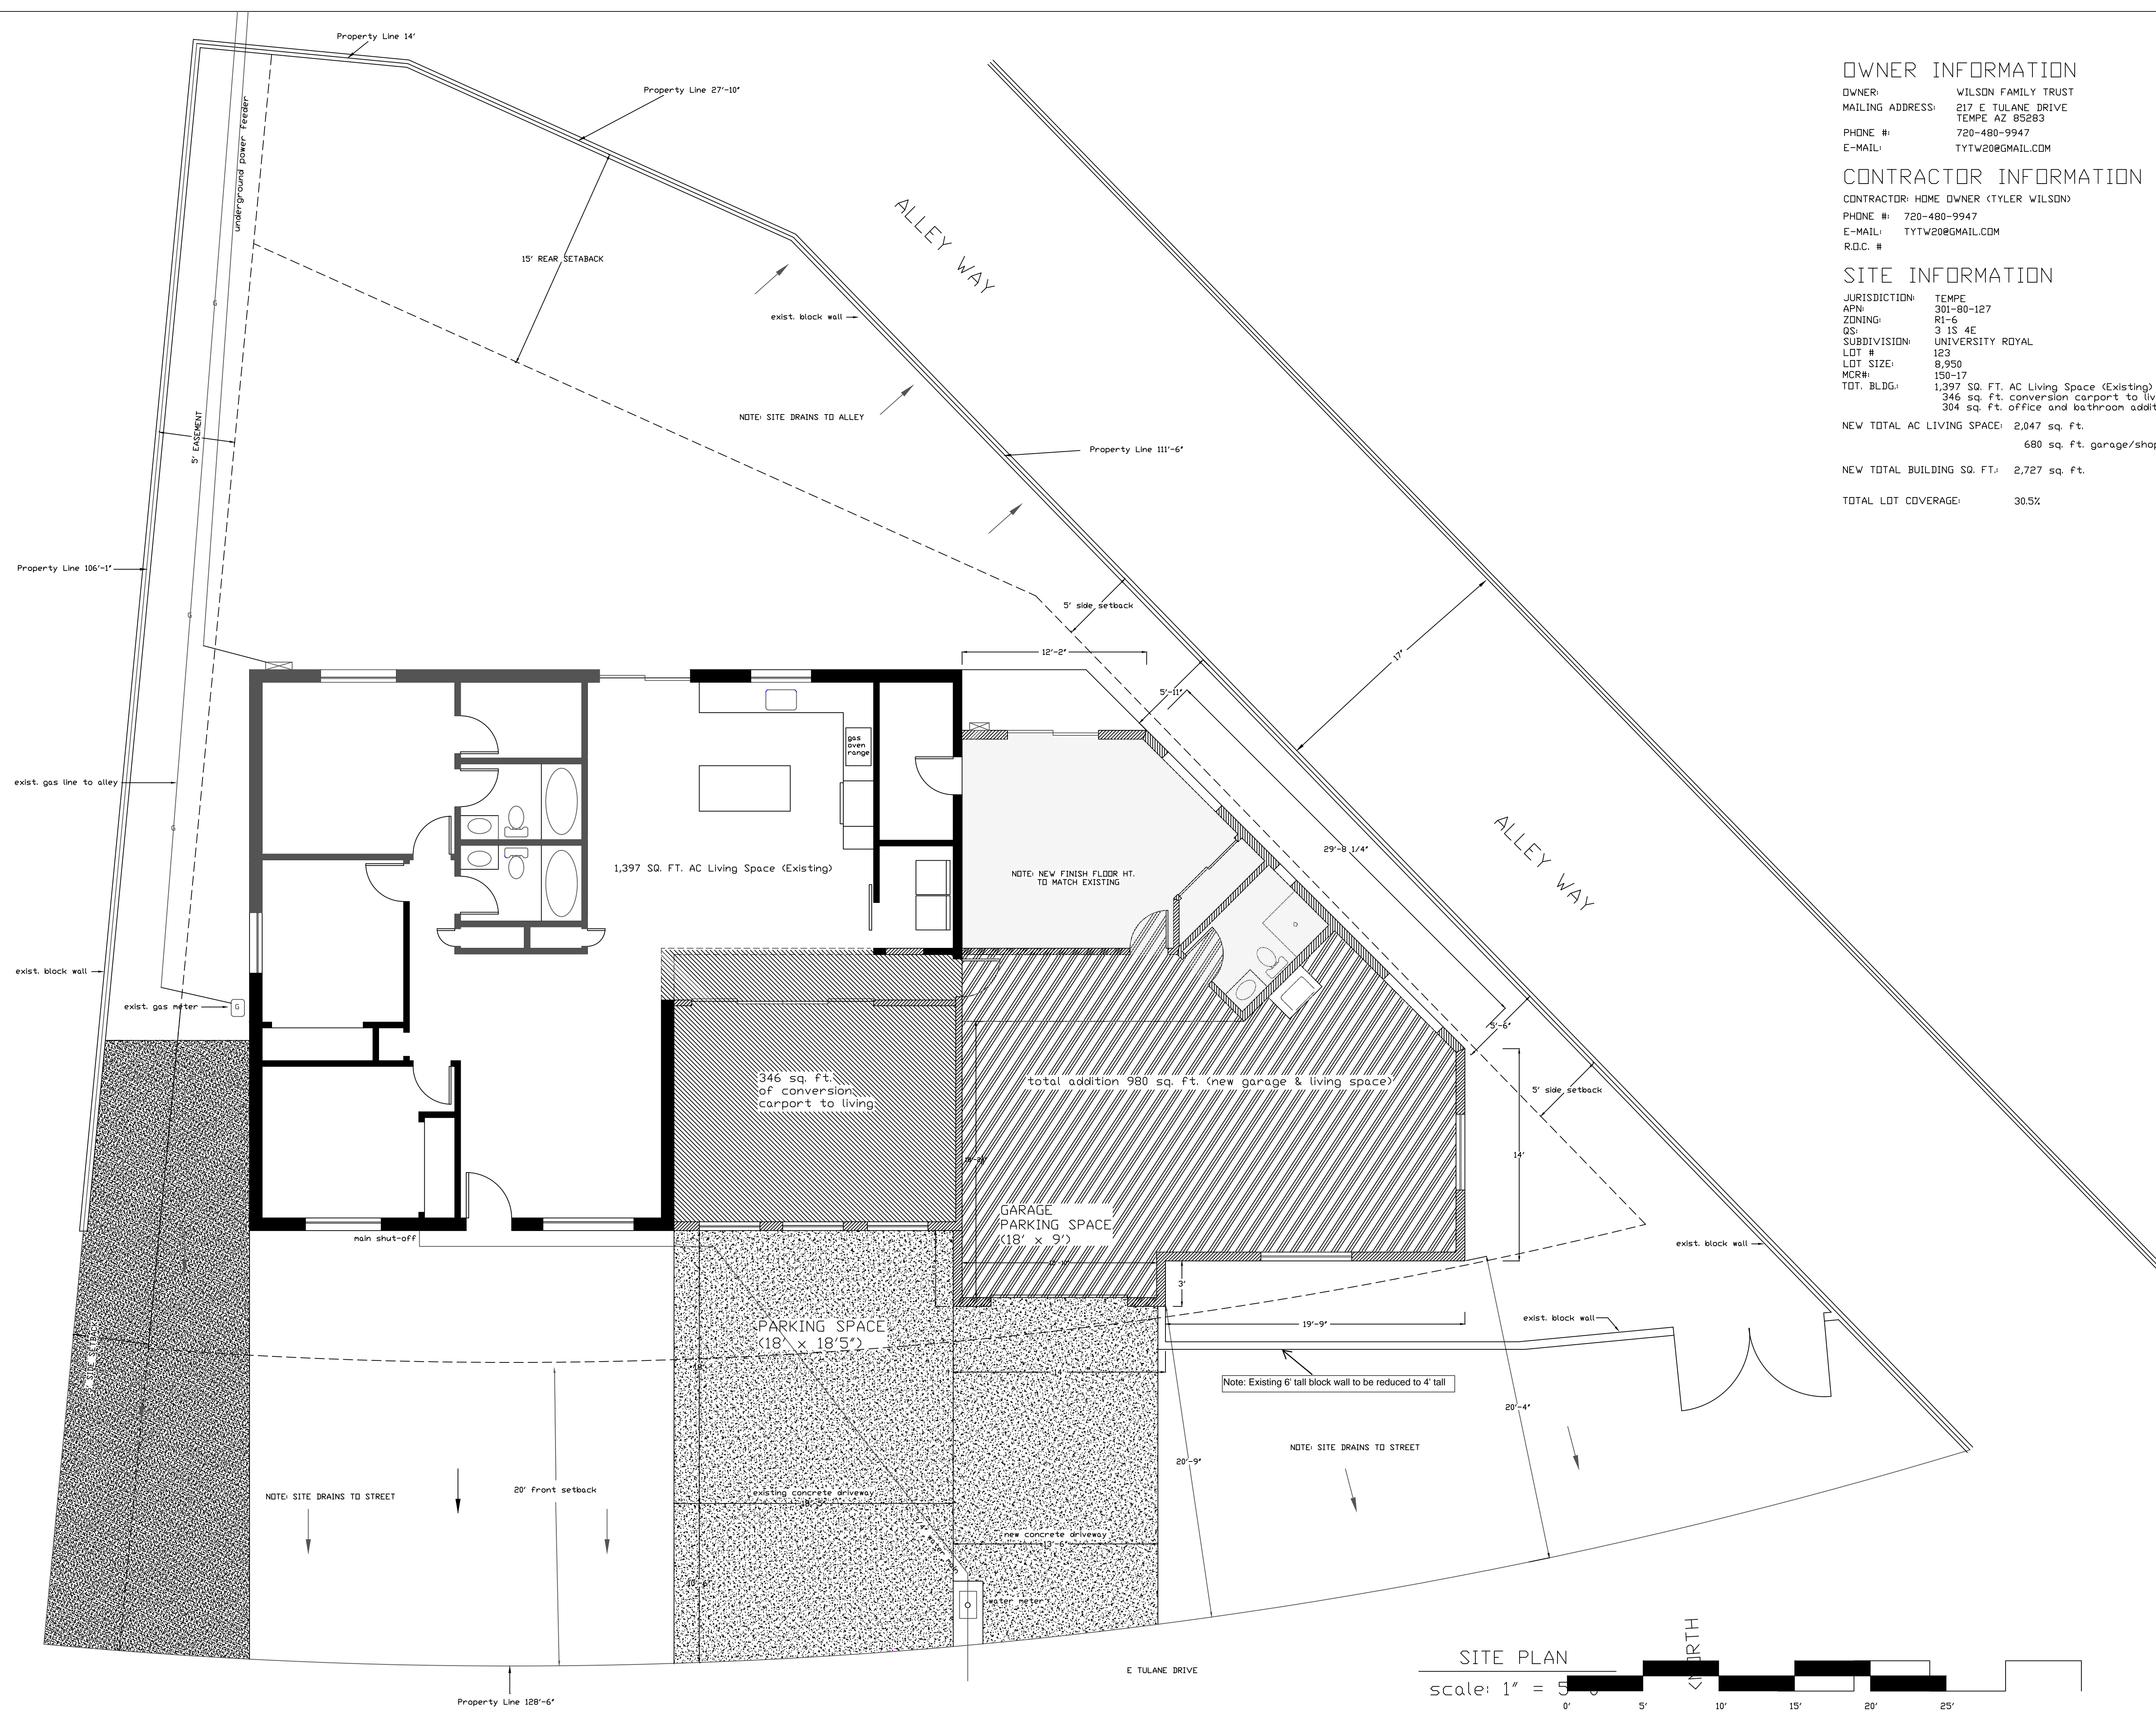 Property Line 14'
Property Line 27'-10"
underground power feeder
ALLEY WAY
15' REAR SETABACK
exist. block wall
NOTE: SITE DRAINS TO ALLEY
5' EASEMENT
Property Line 111'-6"
Property Line 106'-1"
G
G
G
5' side setback
17'
12'-2"
5'-11"
gas
oven
range
exist. gas line to alley
29'-8 1/4"
ALLEY WAY
1,397 SQ. FT. AC Living Space (Existing)
NOTE: NEW FINISH FLOOR HT.
TO MATCH EXISTING
exist. block wall
exist. gas meter
G
5'-6"
346 sq. ft.
of conversion
carport to living
total addition 980 sq. ft. (new garage & living space)
5' side setback
14'
GARAGE
PARKING SPACE
(18' x 9')
main shut-off
exist. block wall
3'
PARKING SPACE
(18' x 18'5")
19'-9"
exist. block wall
14'
Note: Existing 6' tall block wall to be reduced to 4' tall
20'-4"
NOTE: SITE DRAINS TO STREET
20'-9"
20' front setback
NOTE: SITE DRAINS TO STREET
existing concrete driveway
new concrete driveway
13'-6"
water meter
E TULANE DRIVE
Property Line 128'-6"
OWNER INFORMATION
OWNER: WILSON FAMILY TRUST
MAILING ADDRESS: 217 E TULANE DRIVE
TEMPE AZ 85283
PHONE #: 720-480-9947
E-MAIL: TYTW20@GMAIL.COM
CONTRACTOR INFORMATION
CONTRACTOR: HOME OWNER (TYLER WILSON)
PHONE #: 720-480-9947
E-MAIL: TYTW20@GMAIL.COM
R.O.C. #
SITE INFORMATION
JURISDICTION: TEMPE
APN: 301-80-127
ZONING: R1-6
QS: 3 1S 4E
SUBDIVISION: UNIVERSITY ROYAL
LOT # 123
LOT SIZE: 8,950
MCR#: 150-17
TOT. BLDG.: 1,397 SQ. FT. AC Living Space (Existing)
346 sq. ft. conversion carport to liv
304 sq. ft. office and bathroom addit
NEW TOTAL AC LIVING SPACE: 2,047 sq. ft.
680 sq. ft. garage/shop
NEW TOTAL BUILDING SQ. FT.: 2,727 sq. ft.
TOTAL LOT COVERAGE: 30.5%
SITE PLAN
scale: 1" = 5'
<NORTH
0' 5' 10' 15' 20' 25'